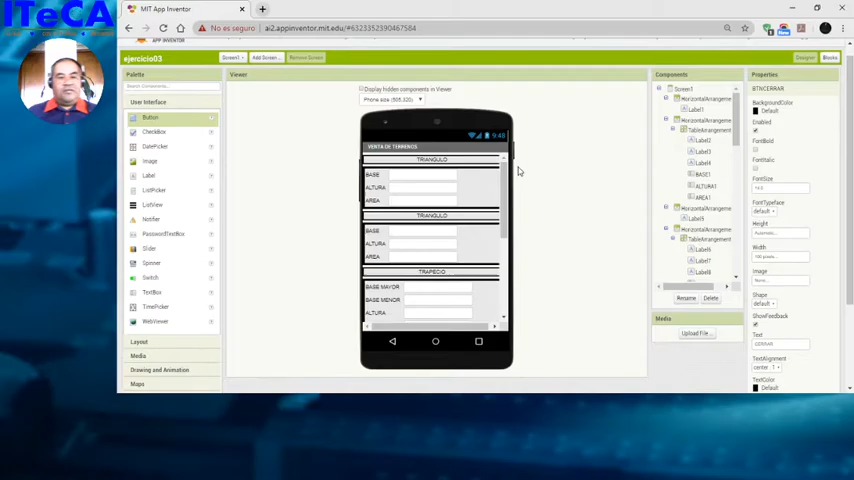 ITeCA
MIT App Inventor
No es seguro
ai2.appinventor.mit.edu/#6323352390467584
APP INVENTOR
ejercicio03
Screen1
Add Screen ...
Remove Screen
Designer
Blocks
Palette
Search Components...
User Interface
Button
CheckBox
DatePicker
Image
Label
ListPicker
ListView
Notifier
PasswordTextBox
Slider
Spinner
Switch
TextBox
TimePicker
WebViewer
Layout
Media
Drawing and Animation
Maps
Viewer
Display hidden components in Viewer
Phone size (505,320)
9:48
VENTA DE TERRENOS
TRIANGULO
BASE
ALTURA
AREA
TRIANGULO
BASE
ALTURA
AREA
TRAPECIO
BASE MAYOR
BASE MENOR
ALTURA
Components
Screen1
HorizontalArrangeme
Label1
HorizontalArrangeme
TableArrangement
Label2
Label3
Label4
BASE1
ALTURA1
AREA1
HorizontalArrangeme
Label5
HorizontalArrangeme
TableArrangement
Label6
Label7
Label8
Rename
Delete
Media
Upload File ...
Properties
BTNCERRAR
BackgroundColor
Default
Enabled
FontBold
FontItalic
FontSize
14.0
FontTypeface
default
Height
Automatic...
Width
100 pixels...
Image
None...
Shape
default
ShowFeedback
Text
CERRAR
TextAlignment
center : 1
TextColor
Default